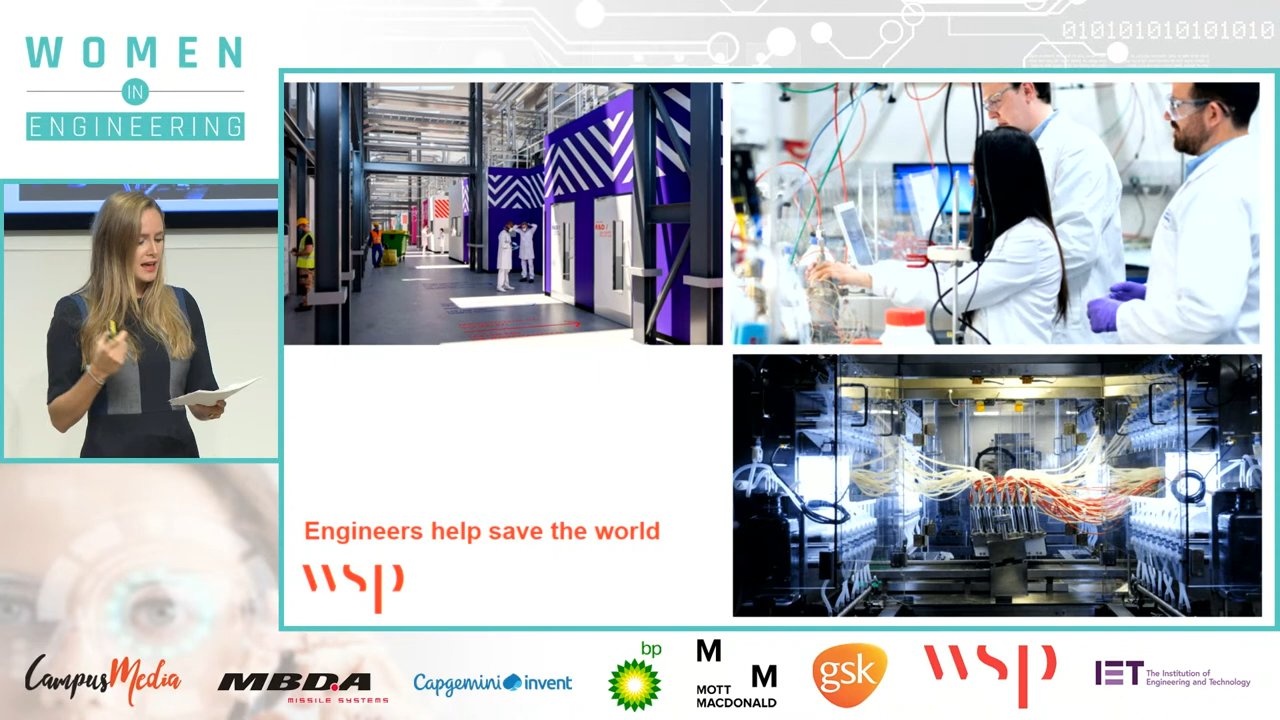 WOMEN
IN
ENGINEERING
010101010101010
Engineers help save the world
wsp
CampusMedia
MBDA
MISSILE SYSTEMS
Capgemini invent
bp
M
M
MOTT
MACDONALD
gsk
wsp
IET
The Institution of
Engineering and Technology